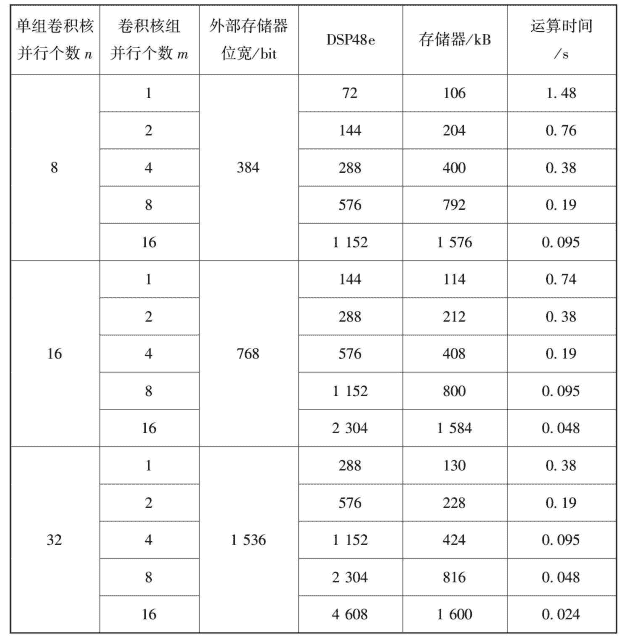 单组卷积核 卷积核组 外部存储器 DSP48e 存储器/kB 运算时间
并行个数 n 并行个数 m 位宽/bit /s
8 384
1 72 106 1.48
2 144 204 0.76
4 288 400 0.38
8 576 792 0.19
16 1 152 1 576 0.095
16 768
1 144 114 0.74
2 288 212 0.38
4 576 408 0.19
8 1 152 800 0.095
16 2 304 1 584 0.048
32 1 536
1 288 130 0.38
2 576 228 0.19
4 1 152 424 0.095
8 2 304 816 0.048
16 4 608 1 600 0.024